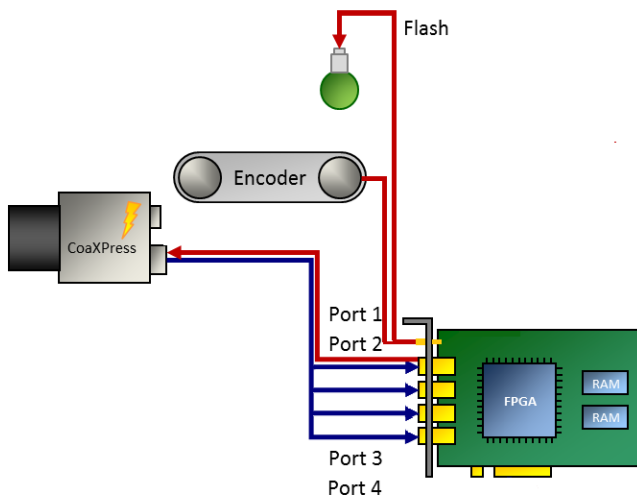 Flash
Encoder
CoaXPress
Port 1
Port 2
FPGA
RAM
RAM
Port 3
Port 4